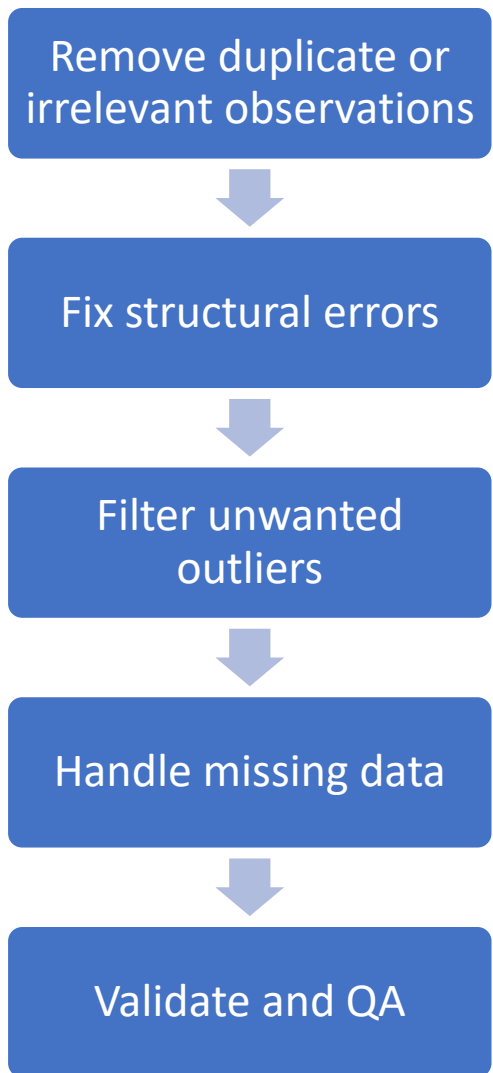 Remove duplicate or
irrelevant observations
Fix structural errors
Filter unwanted
outliers
Handle missing data
Validate and QA